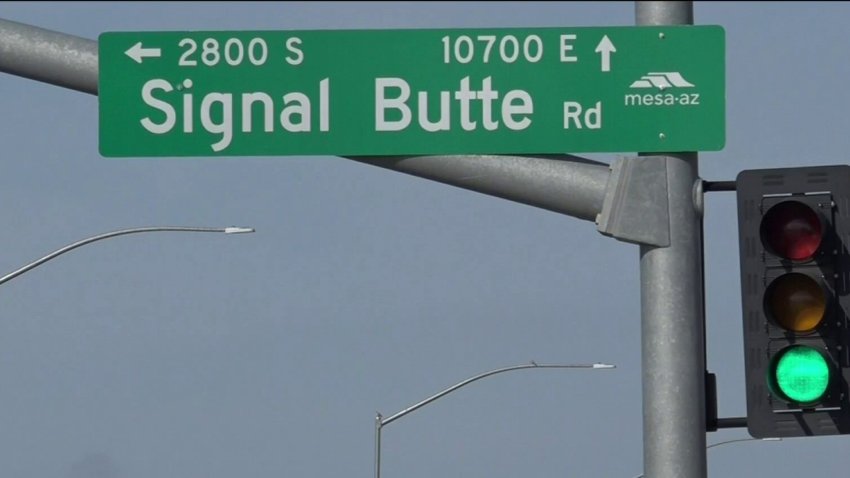 ← 2800 S 10700 E ↑
Signal Butte Rd
mesa·az